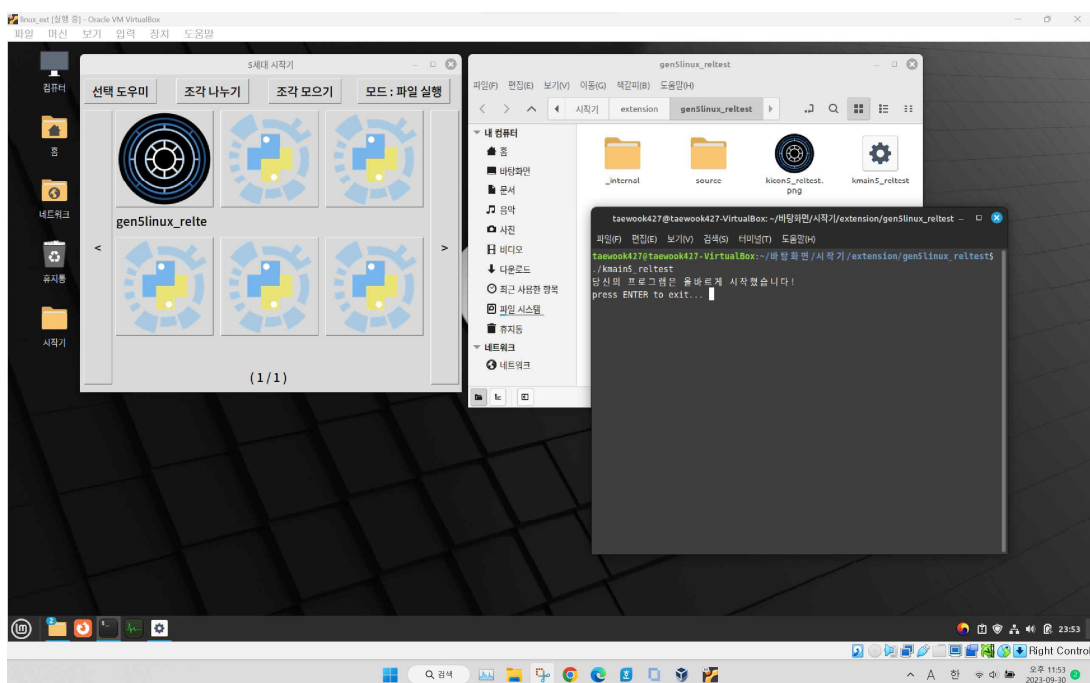 linux_ext [실행 중] - Oracle VM VirtualBox
파일 머신 보기 입력 장치 도움말
컴퓨터
홈
네트워크
휴지통
시작기
5세대 시작기
선택 도우미 조각 나누기 조각 모으기 모드 : 파일 실행
gen5linux_relte
< >
(1/1)
gen5linux_reltest
파일(F) 편집(E) 보기(V) 이동(G) 책갈피(B) 도움말(H)
시작기 extension gen5linux_reltest
내 컴퓨터
홈
바탕화면
문서
음악
사진
비디오
다운로드
최근 사용한 항목
파일 시스템
휴지통
네트워크
네트워크
_internal
source
kicon5_reltest.
png
kmain5_reltest
taewook427@taewook427-VirtualBox: ~/바탕화면/시작기/extension/gen5linux_reltest
파일(F) 편집(E) 보기(V) 검색(S) 터미널(T) 도움말(H)
taewook427@taewook427-VirtualBox:~/바탕화면/시작기/extension/gen5linux_reltest$
./kmain5_reltest
당신의 프로그램은 올바르게 시작했습니다!
press ENTER to exit...
2
23:53
Right Control
검색
A 한
오후 11:53
2023-09-30
2